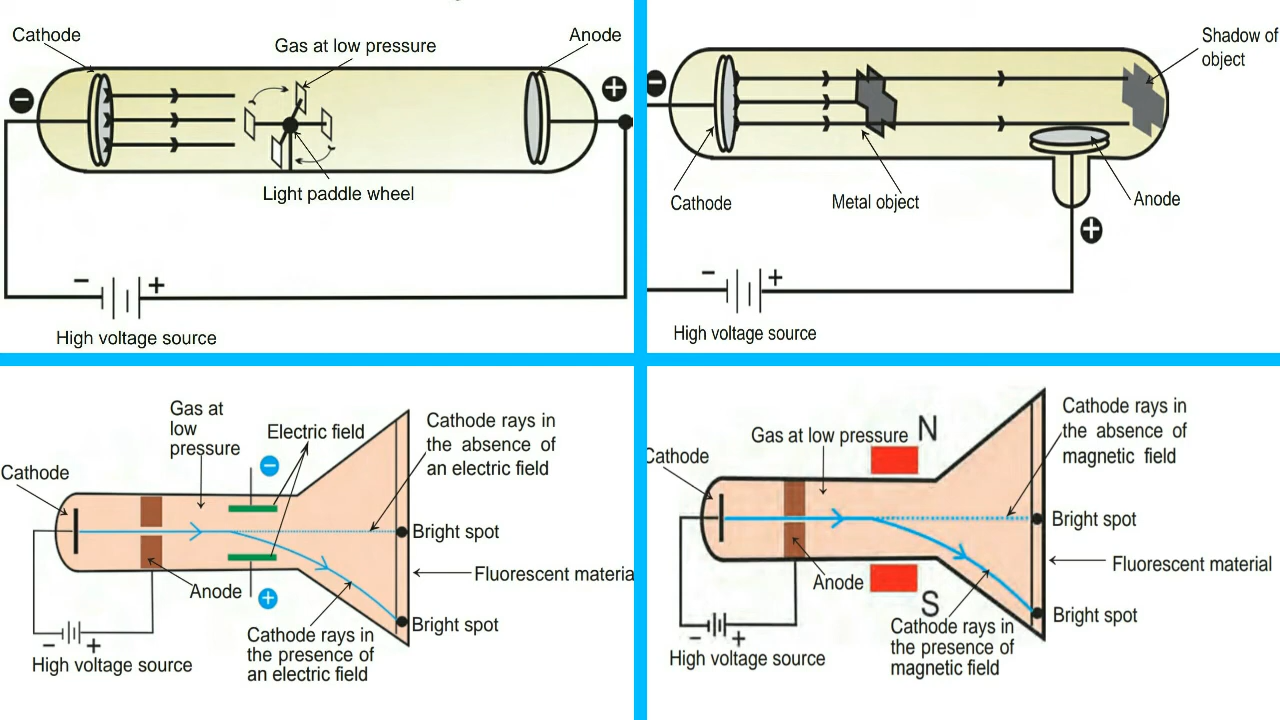 Cathode
Gas at low pressure
Anode
Light paddle wheel
− +
High voltage source
Shadow of
object
Cathode
Metal object
Anode
− +
High voltage source
Gas at
low
pressure
Electric field
Cathode rays in
the absence of
an electric field
Cathode
Bright spot
Anode
Fluorescent materia
Bright spot
− +
High voltage source
Cathode rays in
the presence of
an electric field
Gas at low pressure
N
Cathode rays in
the absence of
magnetic field
Cathode
Bright spot
Anode
Fluorescent material
S
Bright spot
− +
High voltage source
Cathode rays in
the presence of
magnetic field